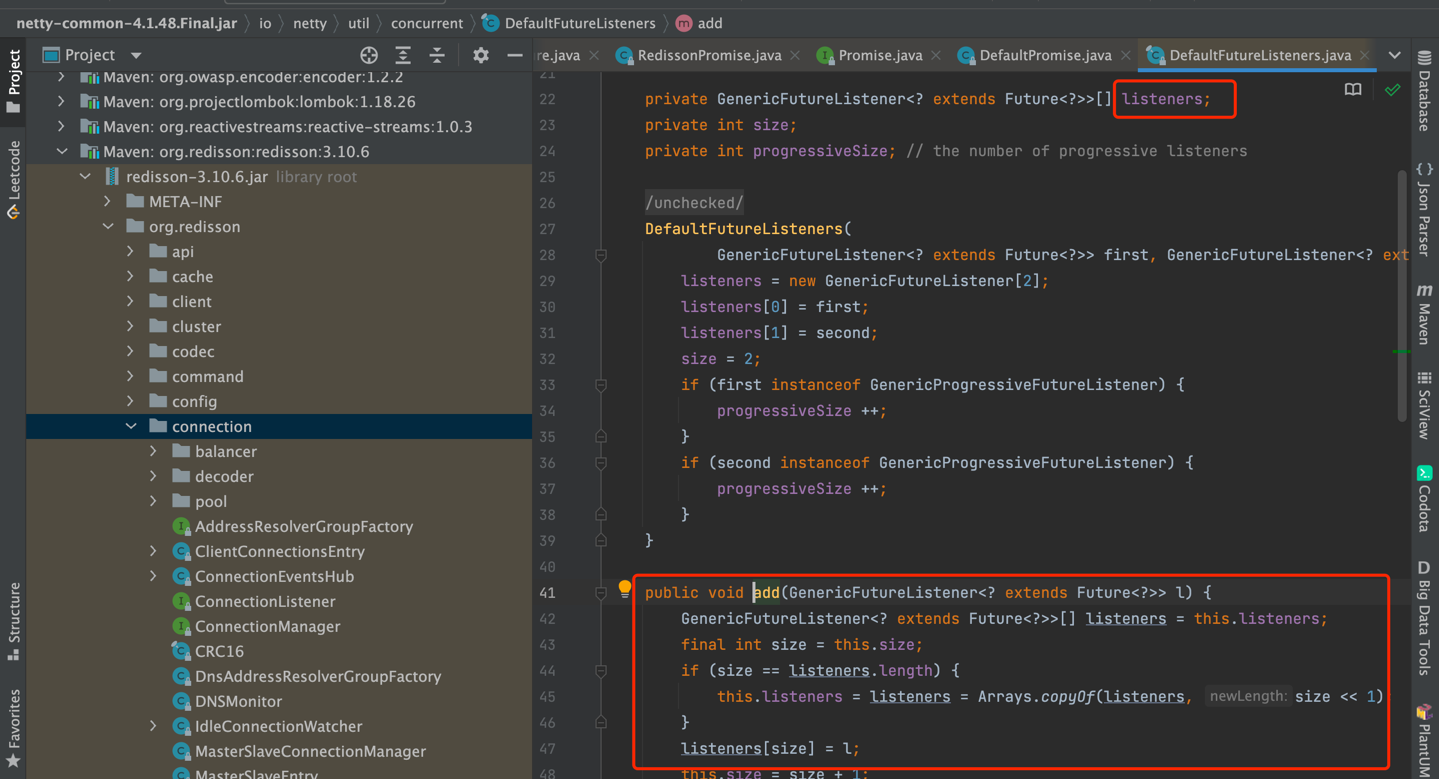 netty-common-4.1.48.Final.jar io netty util concurrent DefaultFutureListeners m add
Project
re.java RedissonPromise.java Promise.java DefaultPromise.java DefaultFutureListeners.java
Project
Leetcode
Structure
Favorites
Maven: org.owasp.encoder:encoder:1.2.2
Maven: org.projectlombok:lombok:1.18.26
Maven: org.reactivestreams:reactive-streams:1.0.3
Maven: org.redisson:redisson:3.10.6
redisson-3.10.6.jar library root
META-INF
org.redisson
api
cache
client
cluster
codec
command
config
connection
balancer
decoder
pool
AddressResolverGroupFactory
ClientConnectionsEntry
ConnectionEventsHub
ConnectionListener
ConnectionManager
CRC16
DnsAddressResolverGroupFactory
DNSMonitor
IdleConnectionWatcher
MasterSlaveConnectionManager
MasterSlaveEntry
21
22 private GenericFutureListener<? extends Future<?>>[] listeners;
23 private int size;
24 private int progressiveSize; // the number of progressive listeners
25
26 /unchecked/
27 DefaultFutureListeners(
28 GenericFutureListener<? extends Future<?>> first, GenericFutureListener<? ext
29 listeners = new GenericFutureListener[2];
30 listeners[0] = first;
31 listeners[1] = second;
32 size = 2;
33 if (first instanceof GenericProgressiveFutureListener) {
34 progressiveSize ++;
35 }
36 if (second instanceof GenericProgressiveFutureListener) {
37 progressiveSize ++;
38 }
39 }
40
41 public void add(GenericFutureListener<? extends Future<?>> l) {
42 GenericFutureListener<? extends Future<?>>[] listeners = this.listeners;
43 final int size = this.size;
44 if (size == listeners.length) {
45 this.listeners = listeners = Arrays.copyOf(listeners, newLength: size << 1)
46 }
47 listeners[size] = l;
48 this.size = size + 1;
Database
{ } Json Parser
m Maven
SciView
Codota
D Big Data Tools
PlantUM